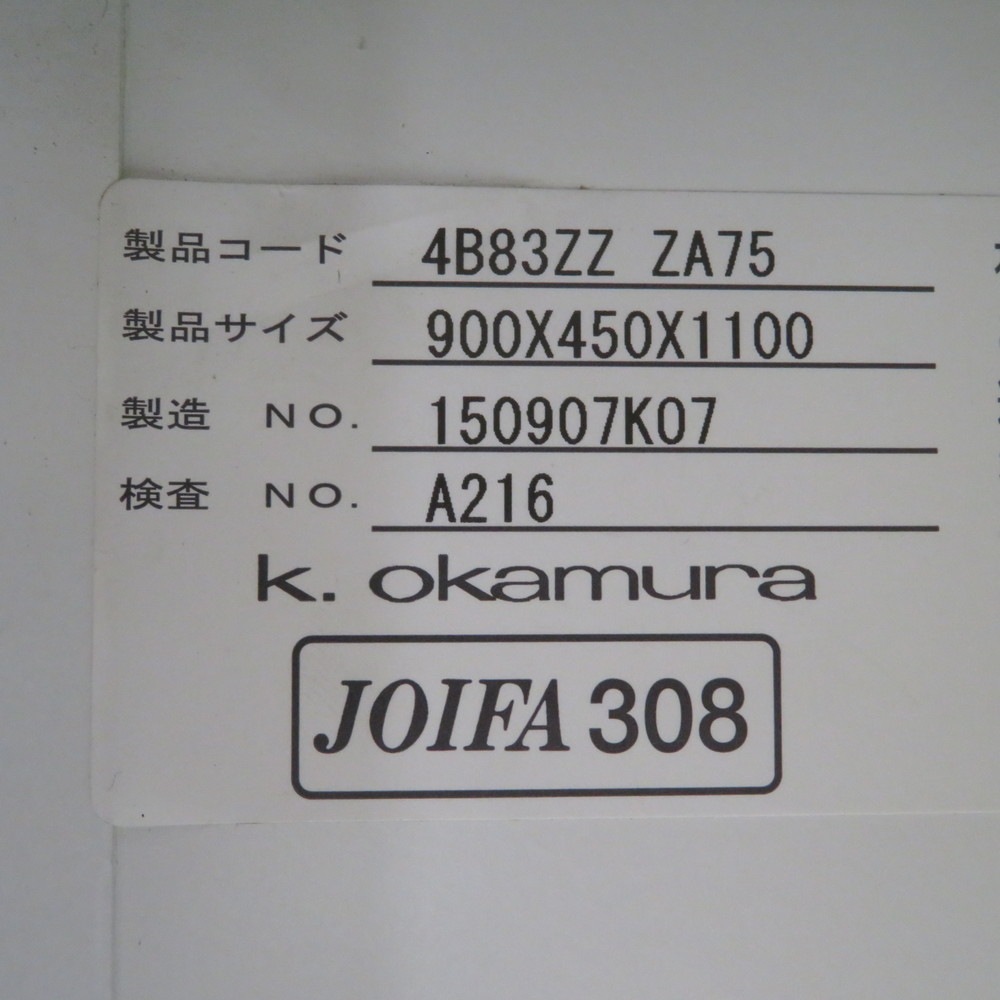 製品コード 4B83ZZ ZA75
製品サイズ 900X450X1100
製造 NO. 150907K07
検査 NO. A216
k. okamura
JOIFA 308